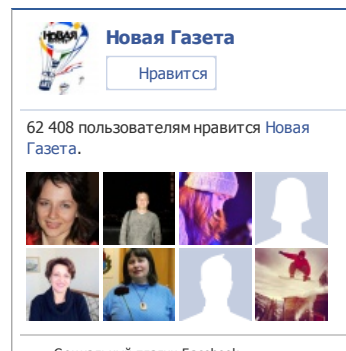 НОВАЯ
Новая Газета
Нравится
62 408 пользователям нравится Новая
Газета.